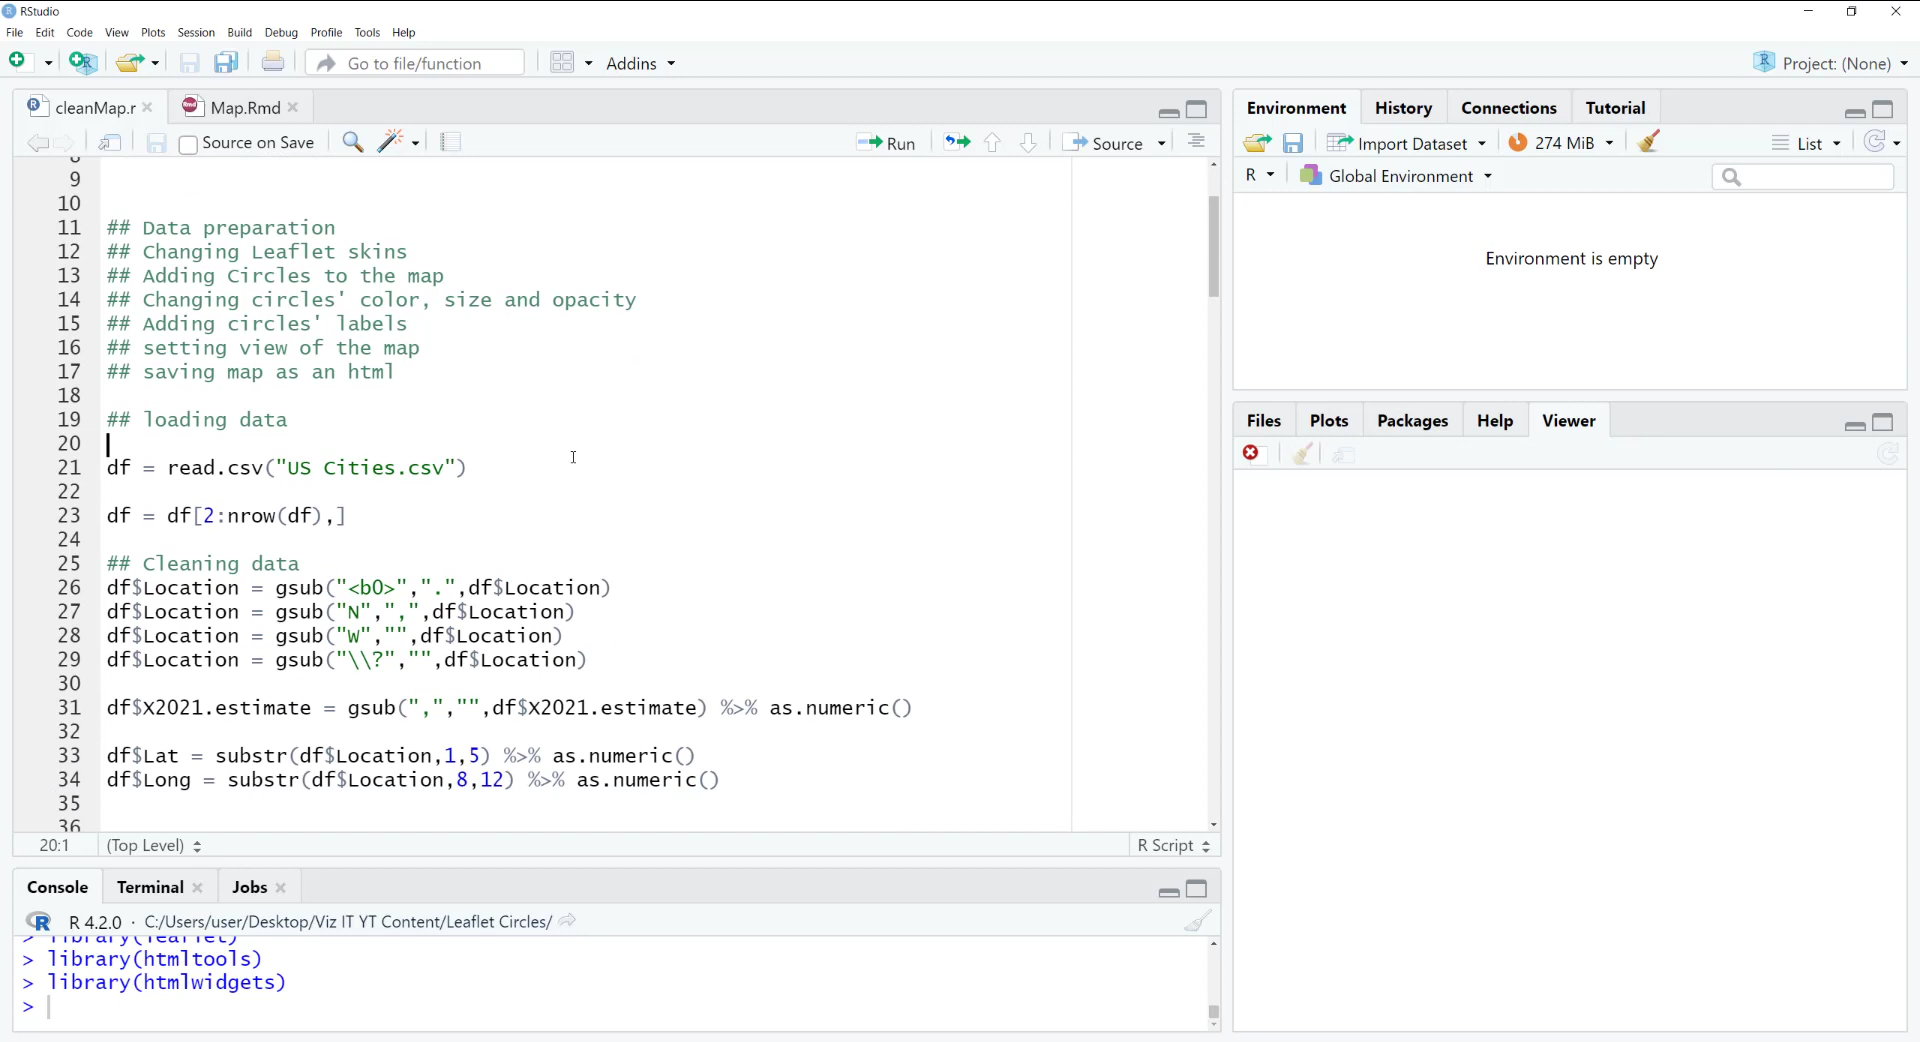 RStudio
File Edit Code View Plots Session Build Debug Profile Tools Help
Go to file/function Addins Project: (None)
cleanMap.r Map.Rmd
Source on Save Run Source
9
10
11 ## Data preparation
12 ## Changing Leaflet skins
13 ## Adding Circles to the map
14 ## Changing circles' color, size and opacity
15 ## Adding circles' labels
16 ## setting view of the map
17 ## saving map as an html
18
19 ## loading data
20
21 df = read.csv("US Cities.csv")
22
23 df = df[2:nrow(df),]
24
25 ## Cleaning data
26 df$Location = gsub("<b0>",".",df$Location)
27 df$Location = gsub("N",",",df$Location)
28 df$Location = gsub("W","",df$Location)
29 df$Location = gsub("\\?","",df$Location)
30
31 df$X2021.estimate = gsub(",","",df$X2021.estimate) %>% as.numeric()
32
33 df$Lat = substr(df$Location,1,5) %>% as.numeric()
34 df$Long = substr(df$Location,8,12) %>% as.numeric()
35
36
20:1 (Top Level) R Script
Console Terminal Jobs
R 4.2.0 · C:/Users/user/Desktop/Viz IT YT Content/Leaflet Circles/
> library(leaflet)
> library(htmltools)
> library(htmlwidgets)
>
Environment History Connections Tutorial
Import Dataset 274 MiB List
R Global Environment
Environment is empty
Files Plots Packages Help Viewer